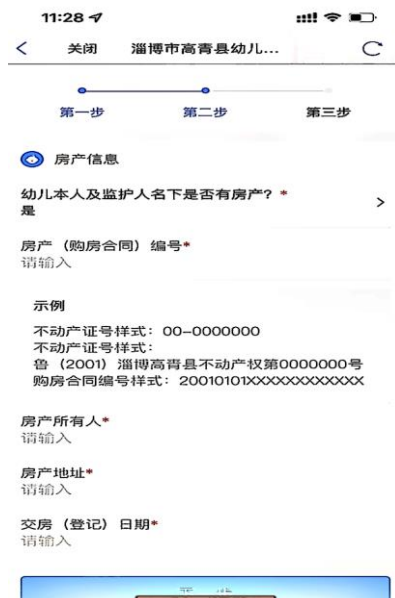 11:28
关闭 淄博市高青县幼儿...
第一步 第二步 第三步
房产信息
幼儿本人及监护人名下是否有房产？*
是
房产（购房合同）编号*
请输入
示例
不动产证号样式：00-0000000
不动产证号样式：
鲁（2001）淄博高青县不动产权第0000000号
购房合同编号样式：20010101XXXXXXXXXXXX
房产所有人*
请输入
房产地址*
请输入
交房（登记）日期*
请输入